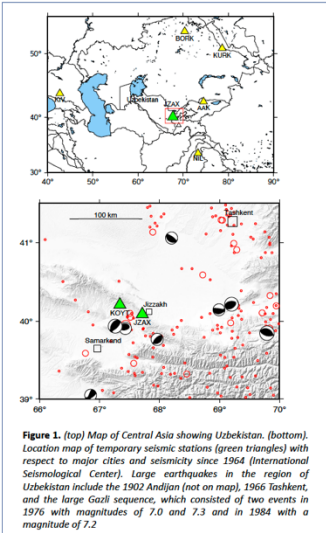 BORK
50°
KURK
Uzbekistan
JZAX
KIV
AAK
40°
NIL
30°
50°
60°
70°
80°
90°
100 km
Tashkent
41°
KOY
Jizzakh
JZAX
40°
Samarkand
39°
66°
67°
68°
69°
70°
Figure 1. (top) Map of Central Asia showing Uzbekistan. (bottom).
Location map of temporary seismic stations (green triangles) with
respect to major cities and seismicity since 1964 (International
Seismological Center). Large earthquakes in the region of
Uzbekistan include the 1902 Andijan (not on map), 1966 Tashkent,
and the large Gazli sequence, which consisted of two events in
1976 with magnitudes of 7.0 and 7.3 and in 1984 with a
magnitude of 7.2